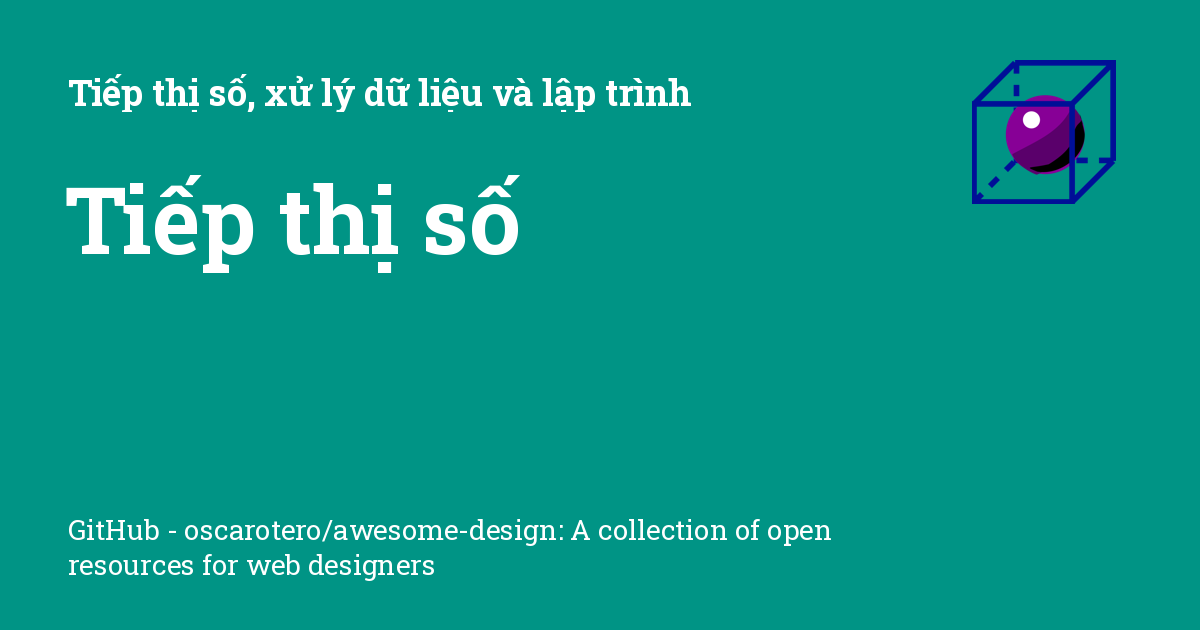 Tiếp thị số, xử lý dữ liệu và lập trình
Tiếp thị số
GitHub - oscarotero/awesome-design: A collection of open
resources for web designers